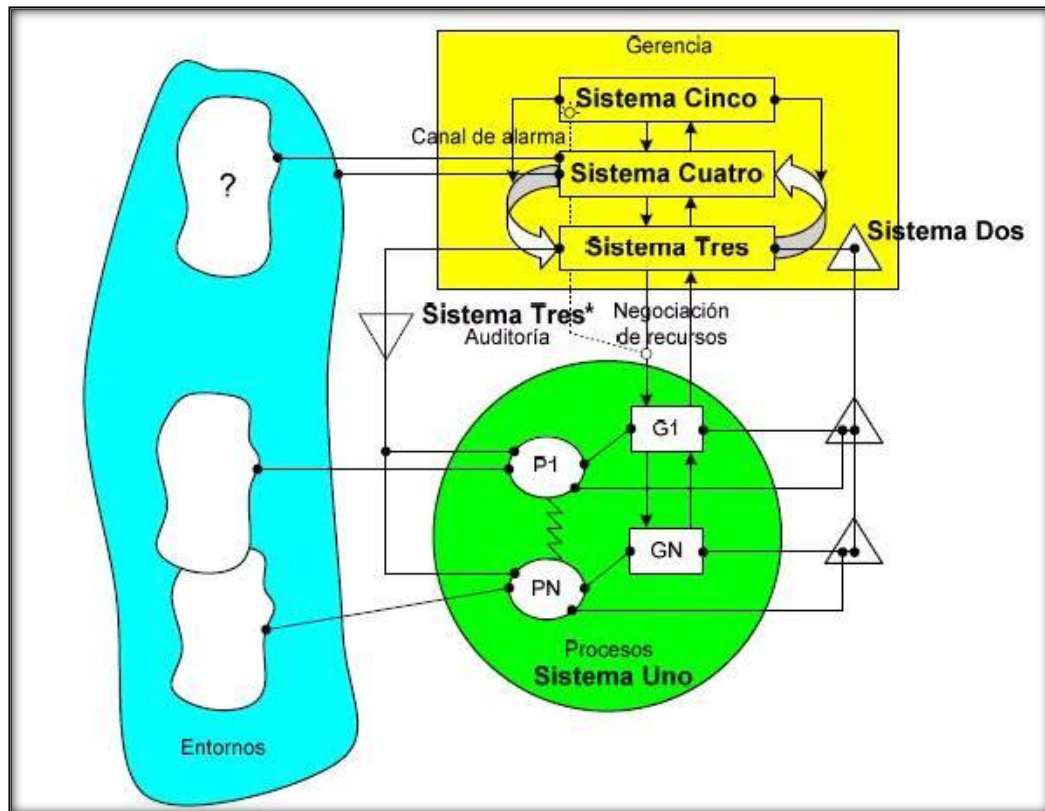 Gerencia
Sistema Cinco
Canal de alarma
?
Sistema Cuatro
Sistema Tres
Sistema Dos
Sistema Tres*
Auditoría
Negociación
de recursos
G1
P1
GN
PN
Procesos
Sistema Uno
Entornos